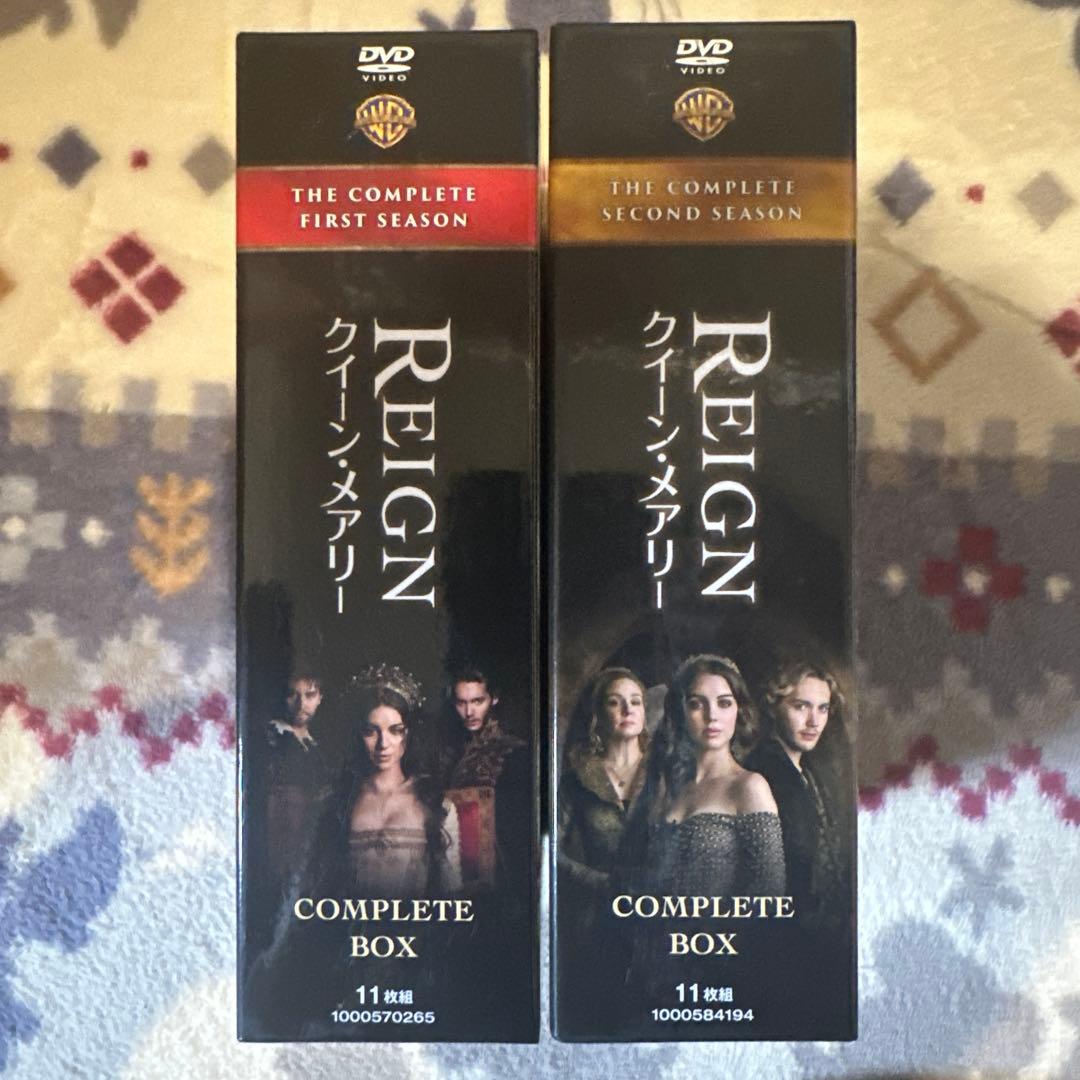 DVD
VIDEO
WB
THE COMPLETE
FIRST SEASON
REIGN
クイーン・メアリー
COMPLETE
BOX
11枚組
1000570265
DVD
VIDEO
WB
THE COMPLETE
SECOND SEASON
REIGN
クイーン・メアリー
COMPLETE
BOX
11枚組
1000584194